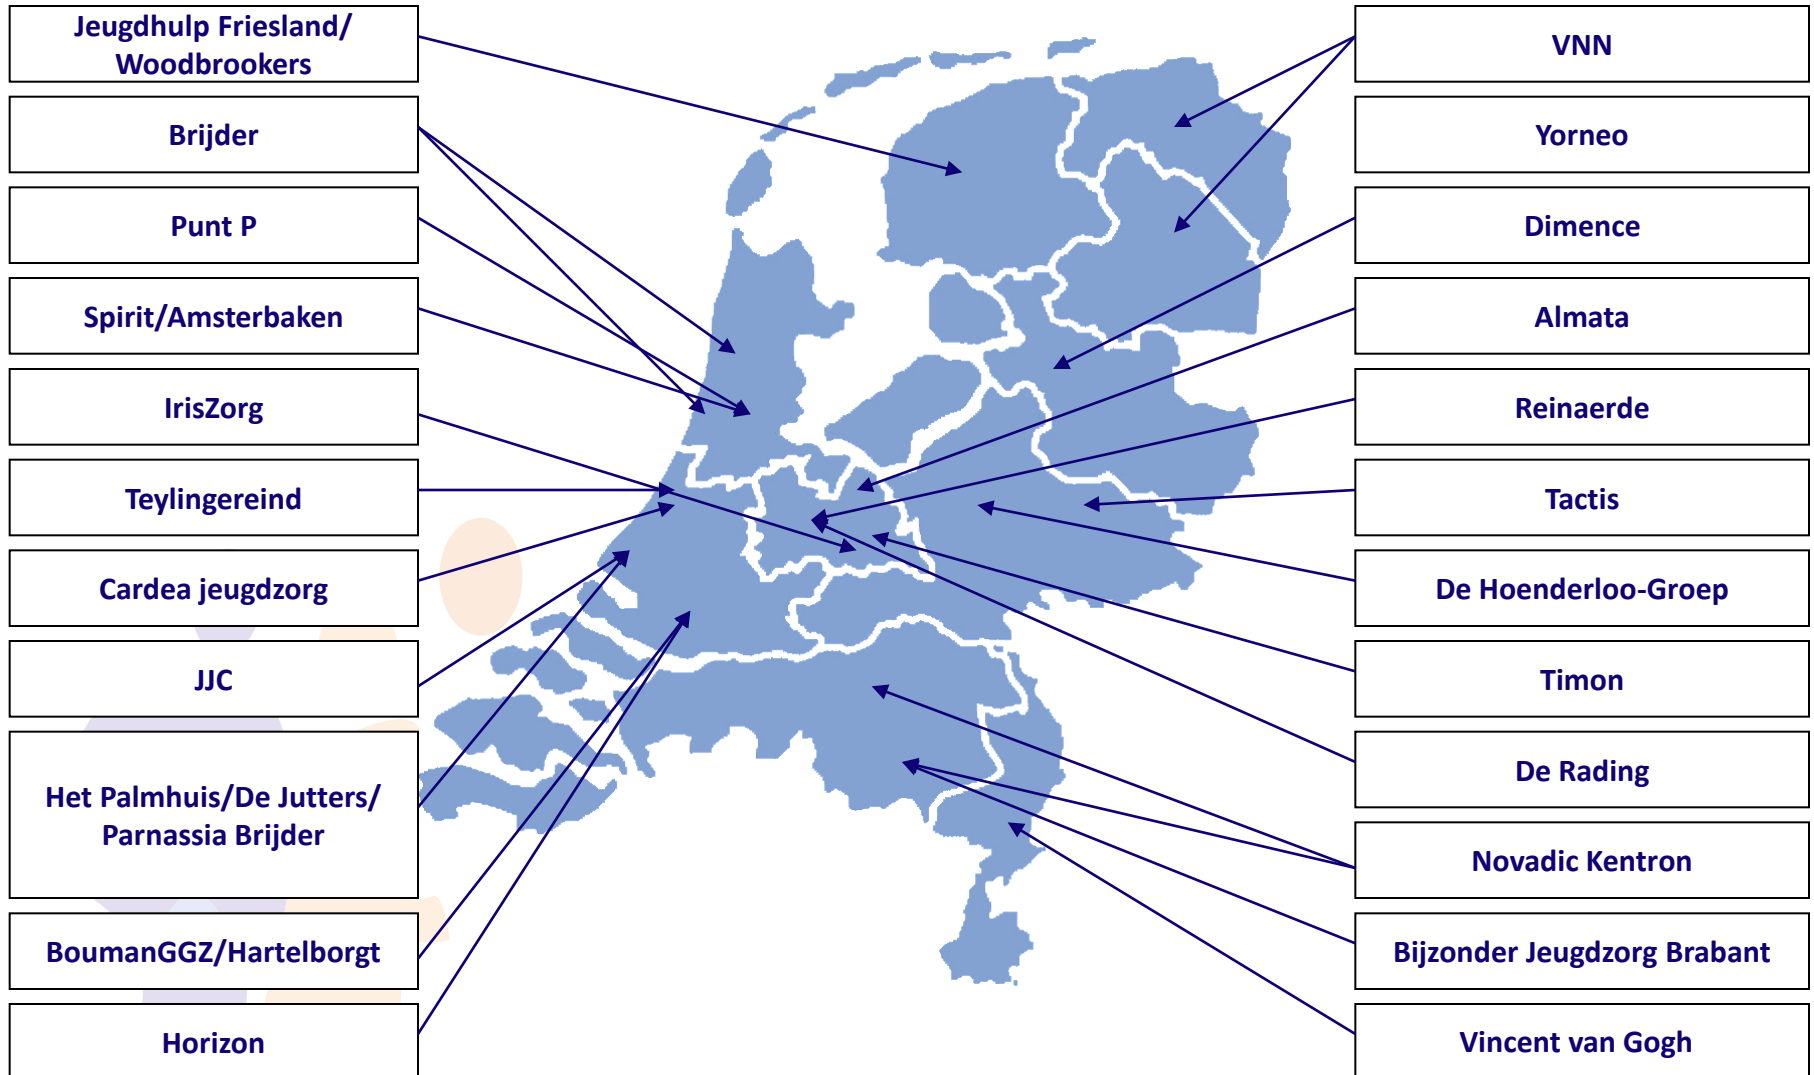 Jeugdhulp Friesland/
Woodbrookers
Brijder
Punt P
Spirit/Amsterbaken
IrisZorg
Teylingereind
Cardea jeugdzorg
JJC
Het Palmhuis/De Jutters/
Parnassia Brijder
BoumanGGZ/Hartelborgt
Horizon
VNN
Yorneo
Dimence
Almata
Reinaerde
Tactis
De Hoenderloo-Groep
Timon
De Rading
Novadic Kentron
Bijzonder Jeugdzorg Brabant
Vincent van Gogh